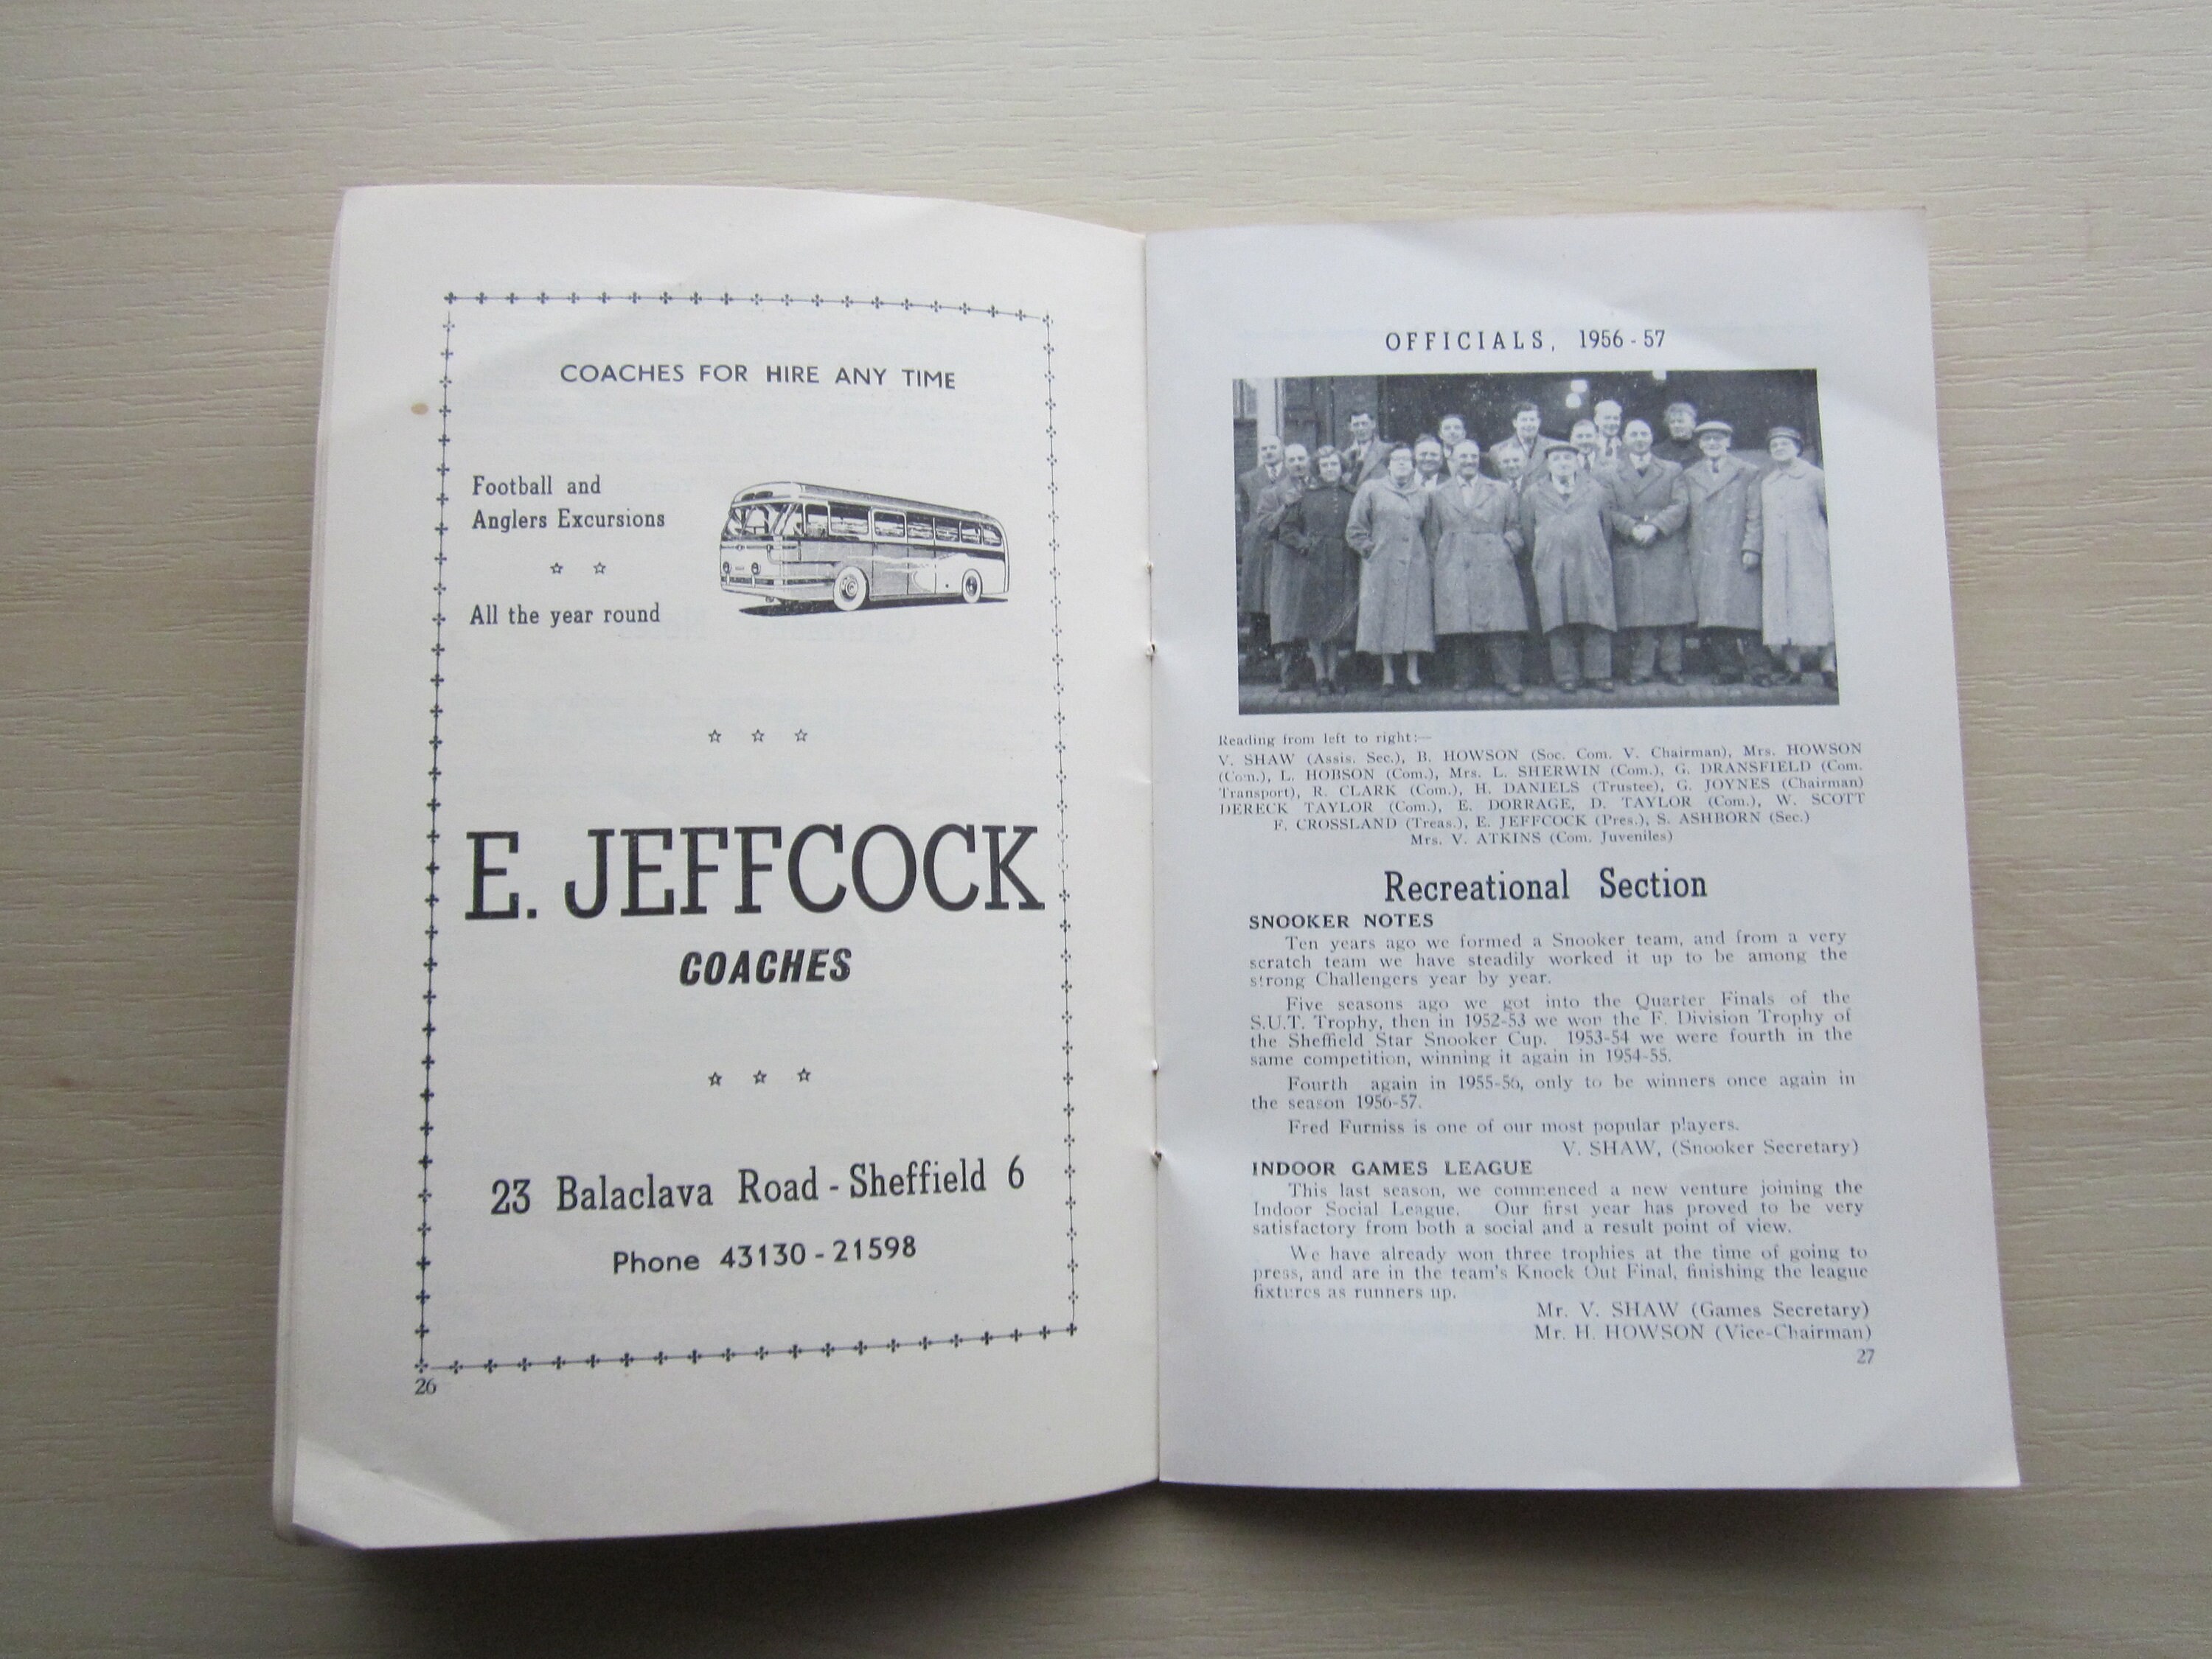 COACHES FOR HIRE ANY TIME
Football and
Anglers Excursions
All the year round
E. JEFFCOCK
COACHES
23 Balaclava Road - Sheffield 6
Phone 43130 - 21598
26
OFFICIALS, 1956 - 57
Reading from left to right:—
V. SHAW (Assis. Sec.), B. HOWSON (Soc. Com. V. Chairman), Mrs. HOWSON
(Com.), L. HOBSON (Com.), Mrs. L. SHERWIN (Com.), G. DRANSFIELD (Com.
Transport), R. CLARK (Com.), H. DANIELS (Trustee), G. JOYNES (Chairman)
DERECK TAYLOR (Com.), E. DORRAGE, D. TAYLOR (Com.), W. SCOTT
F. CROSSLAND (Treas.), E. JEFFCOCK (Pres.), S. ASHBORN (Sec.)
Mrs. V. ATKINS (Com. Juveniles)
Recreational Section
SNOOKER NOTES
Ten years ago we formed a Snooker team, and from a very
scratch team we have steadily worked it up to be among the
strong Challengers year by year.
Five seasons ago we got into the Quarter Finals of the
S.U.T. Trophy, then in 1952-53 we won the F. Division Trophy of
the Sheffield Star Snooker Cup. 1953-54 we were fourth in the
same competition, winning it again in 1954-55.
Fourth again in 1955-56, only to be winners once again in
the season 1956-57.
Fred Furniss is one of our most popular players.
V. SHAW, (Snooker Secretary)
INDOOR GAMES LEAGUE
This last season, we commenced a new venture joining the
Indoor Social League. Our first year has proved to be very
satisfactory from both a social and a result point of view.
We have already won three trophies at the time of going to
press, and are in the team's Knock Out Final, finishing the league
fixtures as runners up.
Mr. V. SHAW (Games Secretary)
Mr. H. HOWSON (Vice-Chairman)
27